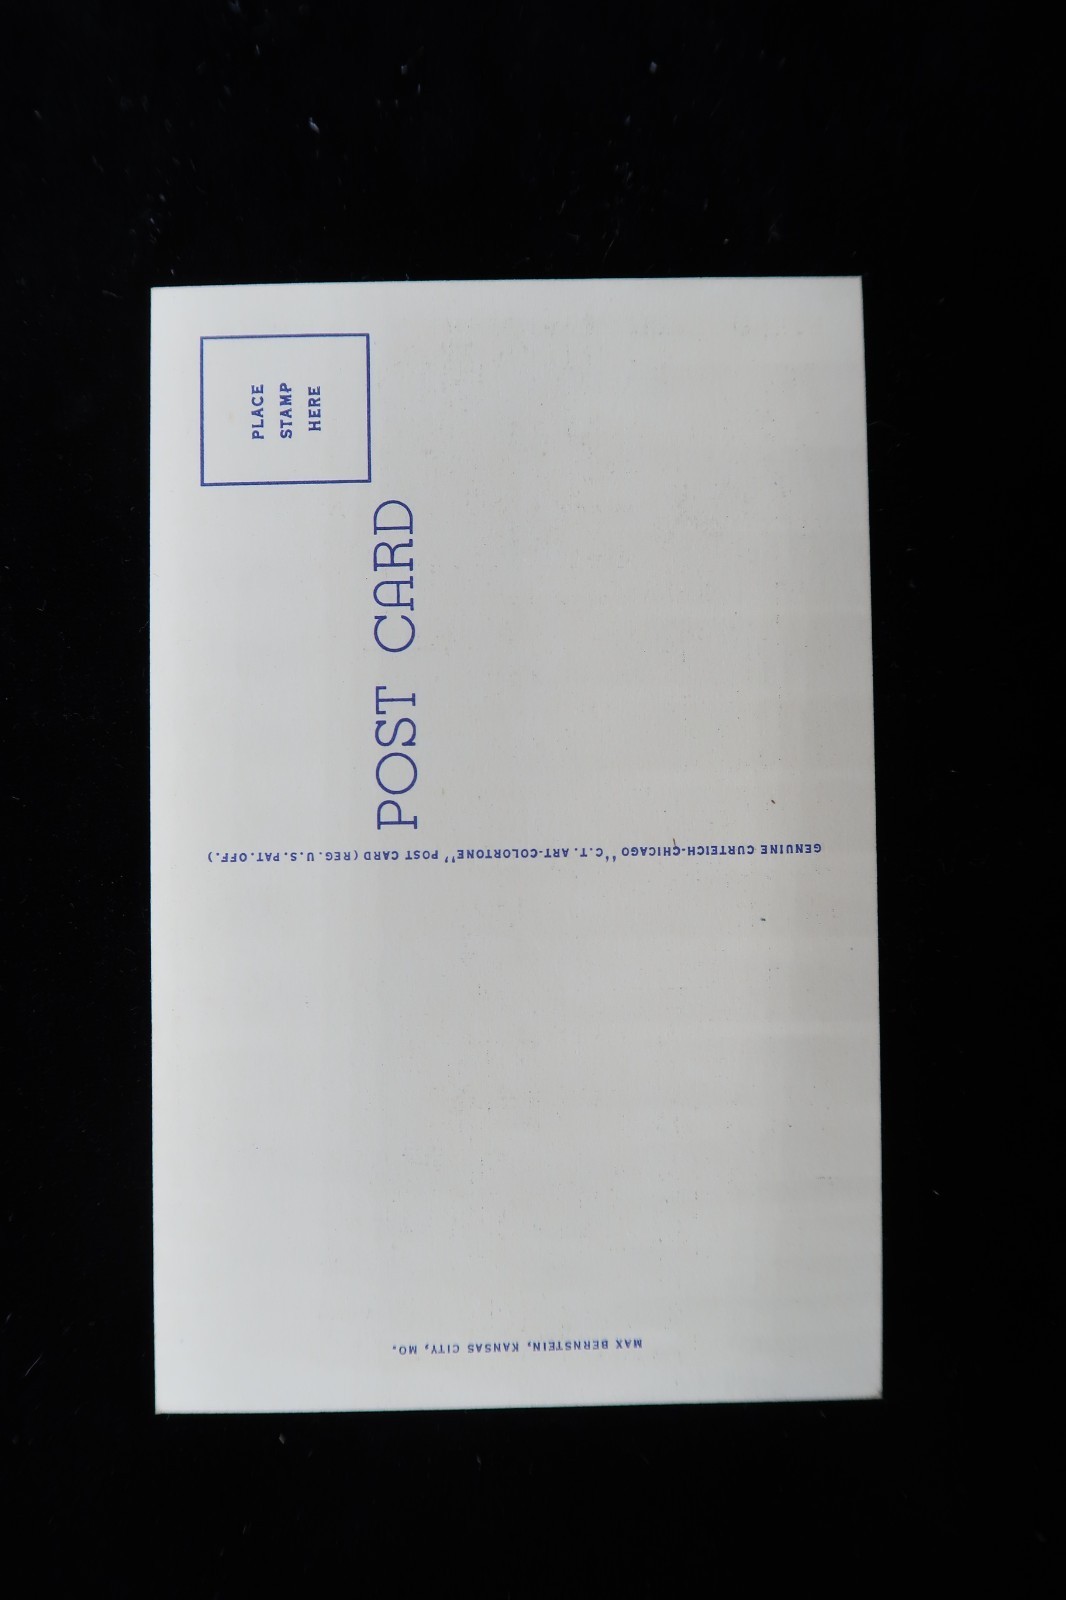 PLACE
STAMP
HERE
POST CARD
GENUINE CURTEICH-CHICAGO "C.T. ART-COLORTONE" POST CARD (REG. U.S. PAT. OFF.)
MAX BERNSTEIN, KANSAS CITY, MO.